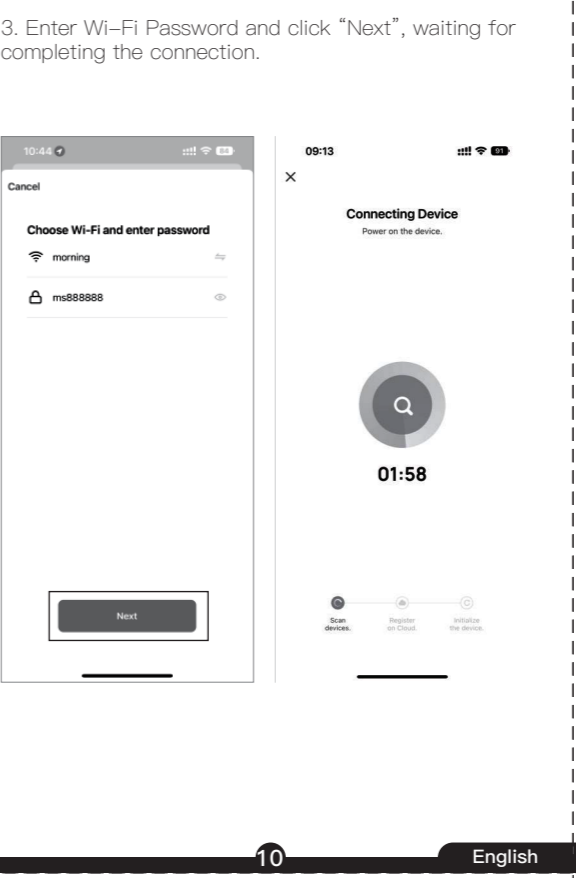 3. Enter Wi-Fi Password and click “Next”, waiting for
completing the connection.
10:44
84
Cancel
Choose Wi-Fi and enter password
morning
ms888888
Next
09:13
91
Connecting Device
Power on the device.
01:58
Scan
devices.
Register
on Cloud.
Initialize
the device.
10
English